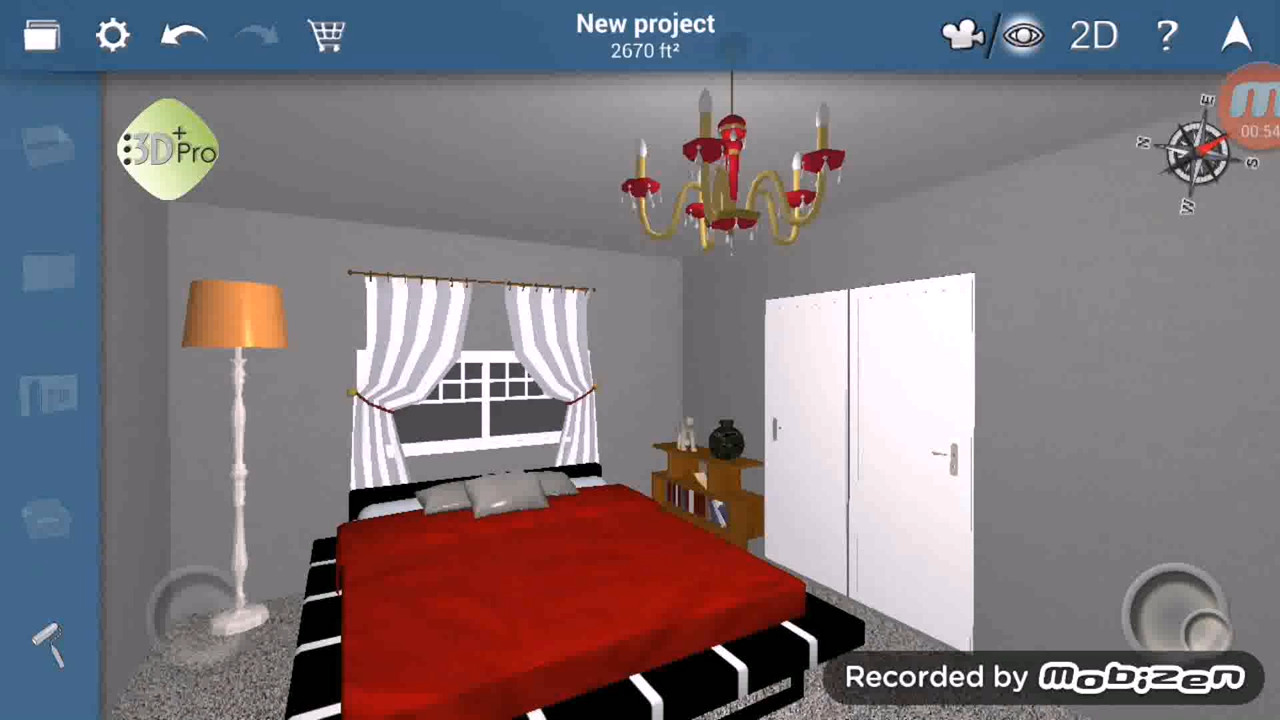 New project
2670 ft²
2D
?
3D+
Pro
E
N
S
W
00:54
Recorded by mobizen